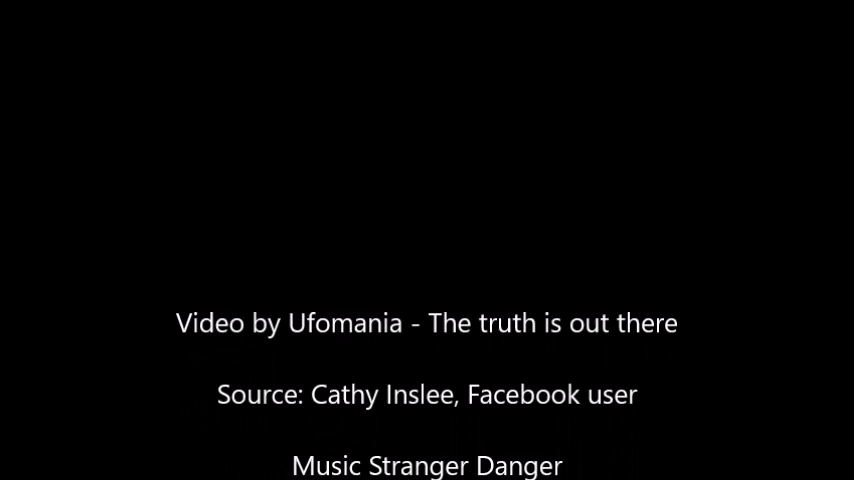 Video by Ufomania - The truth is out there
Source: Cathy Inslee, Facebook user
Music Stranger Danger